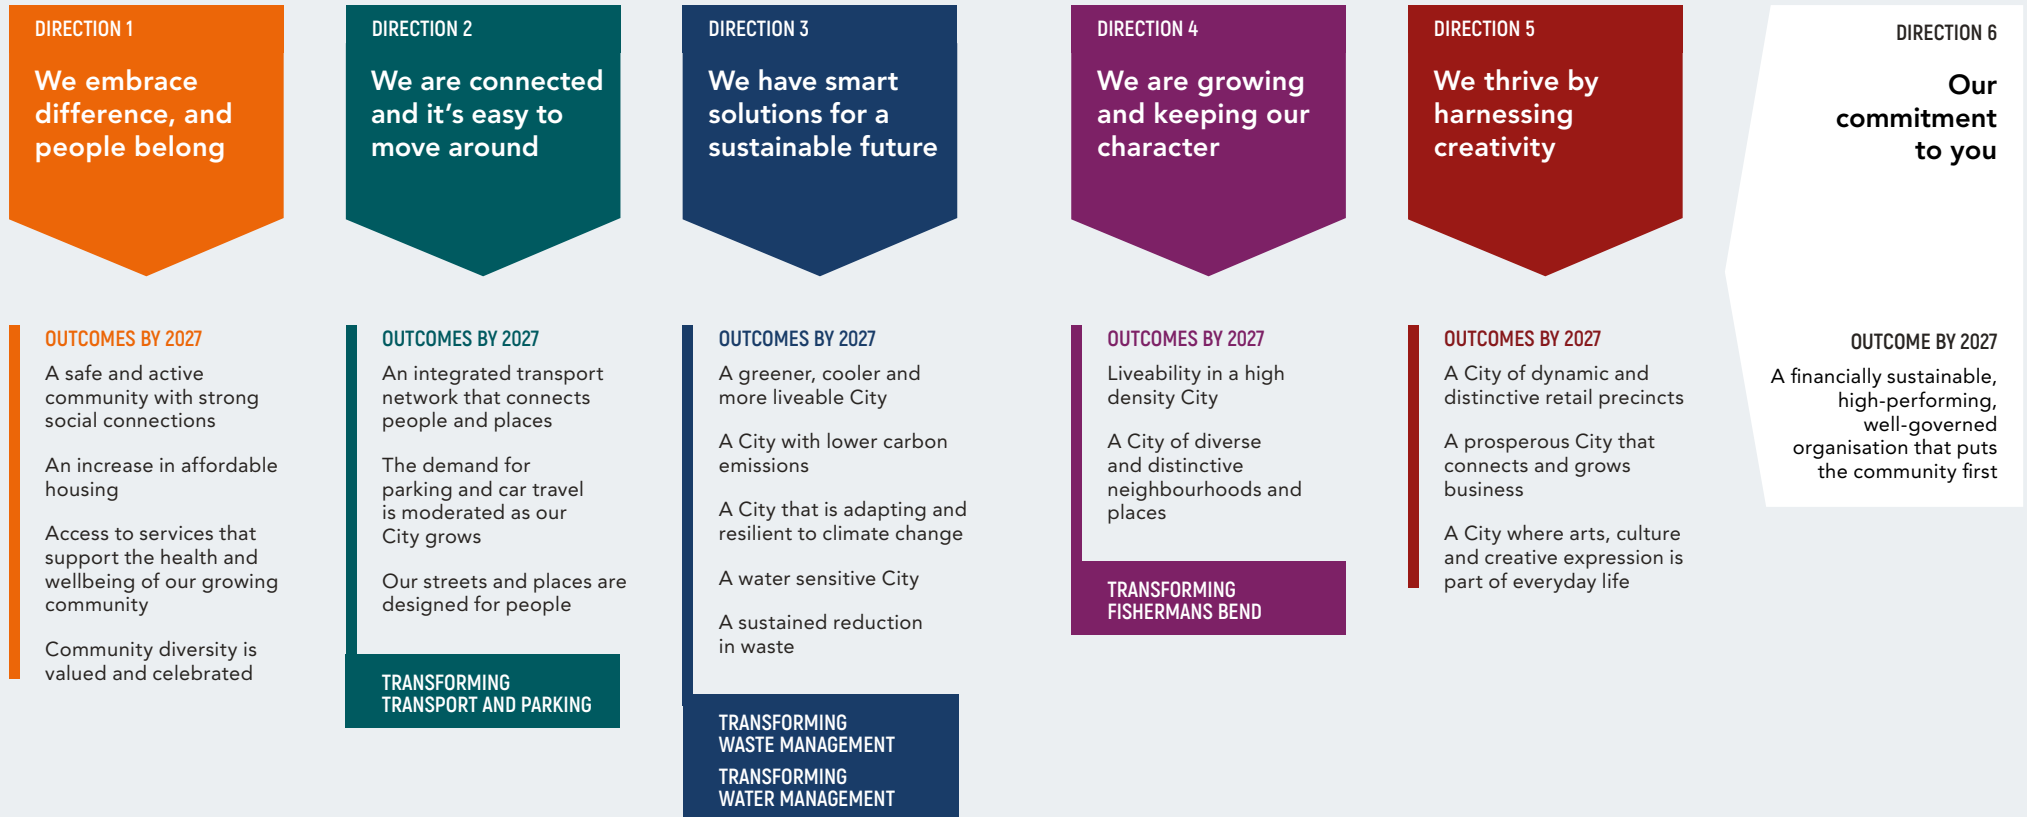 DIRECTION 1
We embrace
difference, and
people belong
OUTCOMES BY 2027
A safe and active
community with strong
social connections
An increase in affordable
housing
Access to services that
support the health and
wellbeing of our growing
community
Community diversity is
valued and celebrated
DIRECTION 2
We are connected
and it's easy to
move around
OUTCOMES BY 2027
An integrated transport
network that connects
people and places
The demand for
parking and car travel
is moderated as our
City grows
Our streets and places are
designed for people
TRANSFORMING
TRANSPORT AND PARKING
DIRECTION 3
We have smart
solutions for a
sustainable future
OUTCOMES BY 2027
A greener, cooler and
more liveable City
A City with lower carbon
emissions
A City that is adapting and
resilient to climate change
A water sensitive City
A sustained reduction
in waste
TRANSFORMING
WASTE MANAGEMENT
TRANSFORMING
WATER MANAGEMENT
DIRECTION 4
We are growing
and keeping our
character
OUTCOMES BY 2027
Liveability in a high
density City
A City of diverse
and distinctive
neighbourhoods and
places
TRANSFORMING
FISHERMANS BEND
DIRECTION 5
We thrive by
harnessing
creativity
OUTCOMES BY 2027
A City of dynamic and
distinctive retail precincts
A prosperous City that
connects and grows
business
A City where arts, culture
and creative expression is
part of everyday life
DIRECTION 6
Our
commitment
to you
OUTCOME BY 2027
A financially sustainable,
high-performing,
well-governed
organisation that puts
the community first